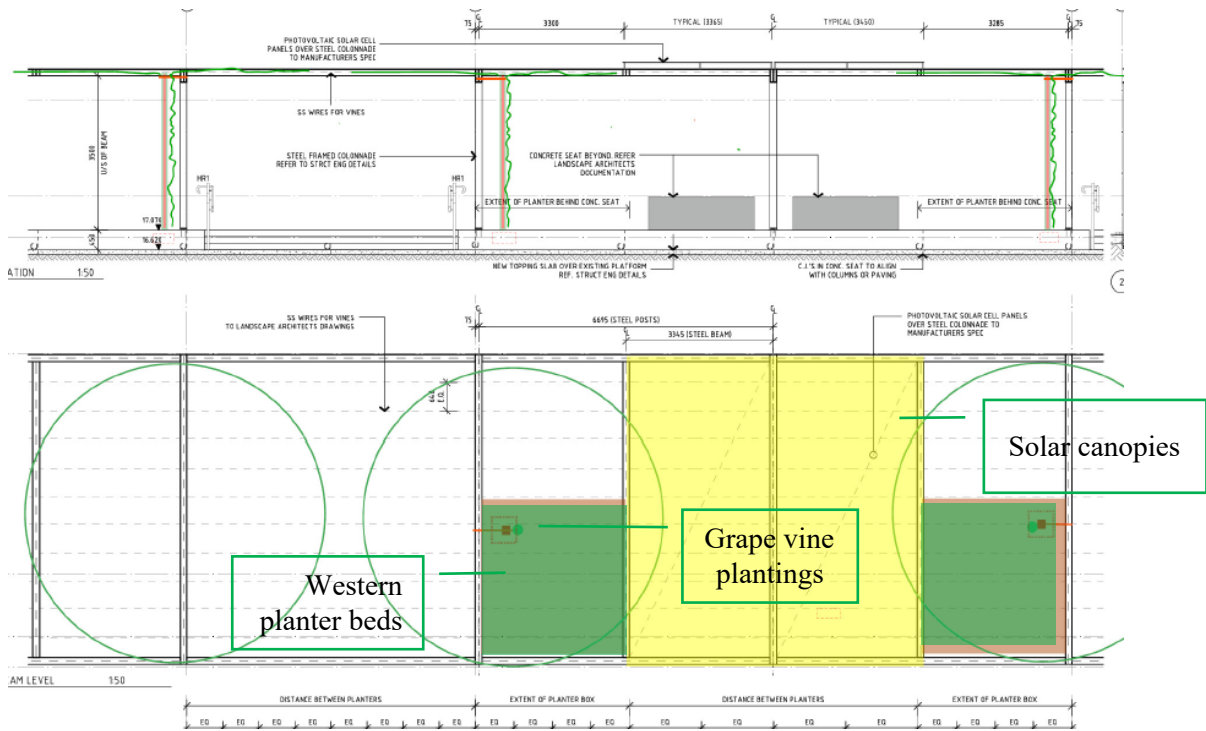 75
3300
TYPICAL (3365)
TYPICAL (3450)
3285
75
PHOTOVOLTAIC SOLAR CELL
PANELS OVER STEEL COLONNADE
TO MANUFACTURERS SPEC
SS WIRES FOR VINES
3500
U/S OF BEAM
STEEL FRAMED COLONNADE
REFER TO STRCT ENG DETAILS
CONCRETE SEAT BEYOND. REFER
LANDSCAPE ARCHITECTS
DOCUMENTATION
HR1
HR1
HR1
EXTENT OF PLANTER BEHIND CONC. SEAT
EXTENT OF PLANTER BEHIND CONC. SEAT
17.070
450
16.620
ATION 1:50
NEW TOPPING SLAB OVER EXISTING PLATFORM
REF. STRUCT ENG DETAILS
C.J.'S IN CONC. SEAT TO ALIGN
WITH COLUMNS OR PAVING
2
SS WIRES FOR VINES
TO LANDSCAPE ARCHITECTS DRAWINGS
75
6695 (STEEL POSTS)
3345 (STEEL BEAM)
PHOTOVOLTAIC SOLAR CELL PANELS
OVER STEEL COLONNADE TO
MANUFACTURERS SPEC
640
E.Q.
Solar canopies
Grape vine
plantings
Western
planter beds
AM LEVEL 1:50
DISTANCE BETWEEN PLANTERS
EXTENT OF PLANTER BOX
DISTANCE BETWEEN PLANTERS
EXTENT OF PLANTER BOX
EQ EQ EQ EQ EQ EQ EQ EQ EQ EQ EQ EQ EQ EQ EQ EQ EQ EQ EQ EQ